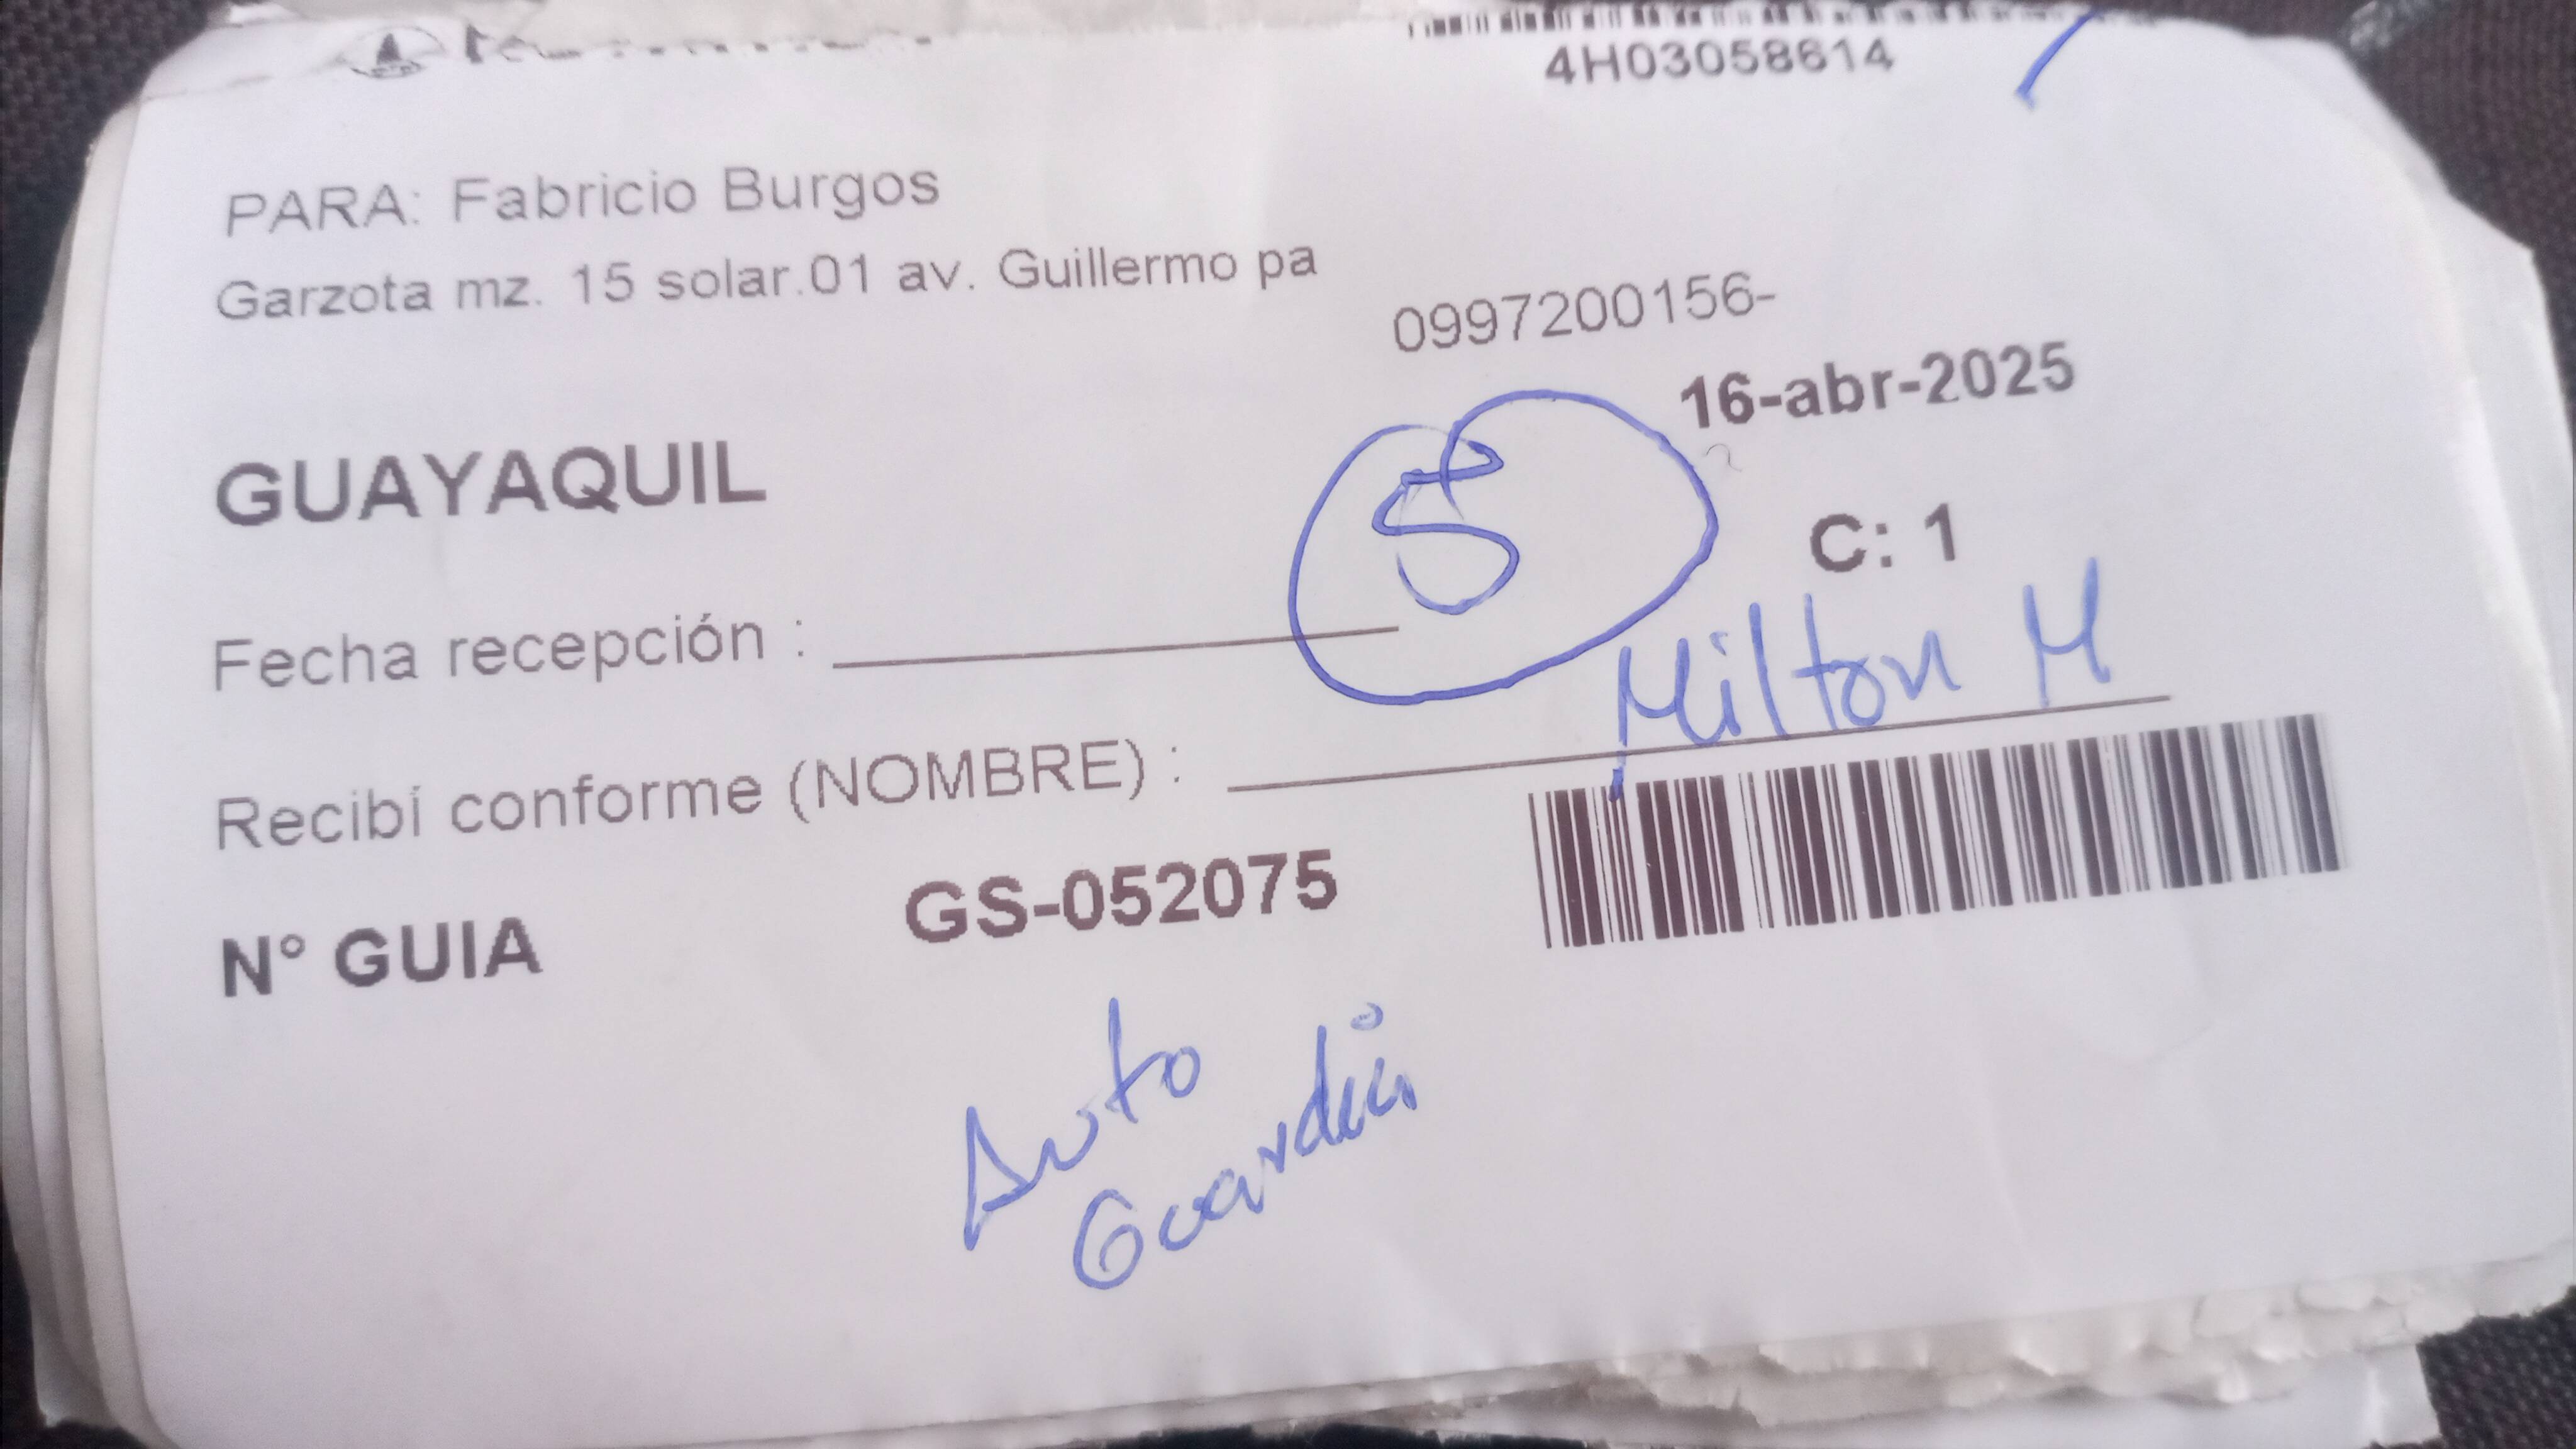 4H03058614
PARA: Fabricio Burgos
Garzota mz. 15 solar.01 av. Guillermo pa
0997200156-
16-abr-2025
GUAYAQUIL
5
C: 1
Fecha recepción :
Milton M
Recibí conforme (NOMBRE) :
N° GUIA GS-052075
Auto